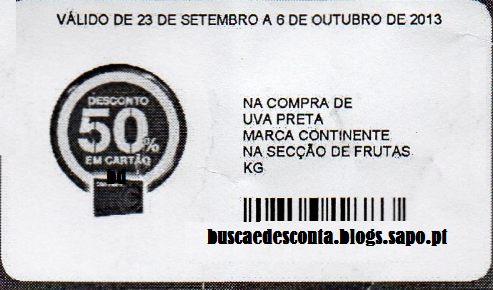 VÁLIDO DE 23 DE SETEMBRO A 6 DE OUTUBRO DE 2013
DESCONTO
50%
EM CARTÃO
NA COMPRA DE
UVA PRETA
MARCA CONTINENTE
NA SECÇÃO DE FRUTAS
KG
buscaedesconta.blogs.sapo.pt